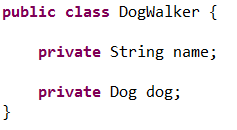 public class DogWalker {
private String name;
private Dog dog;
}